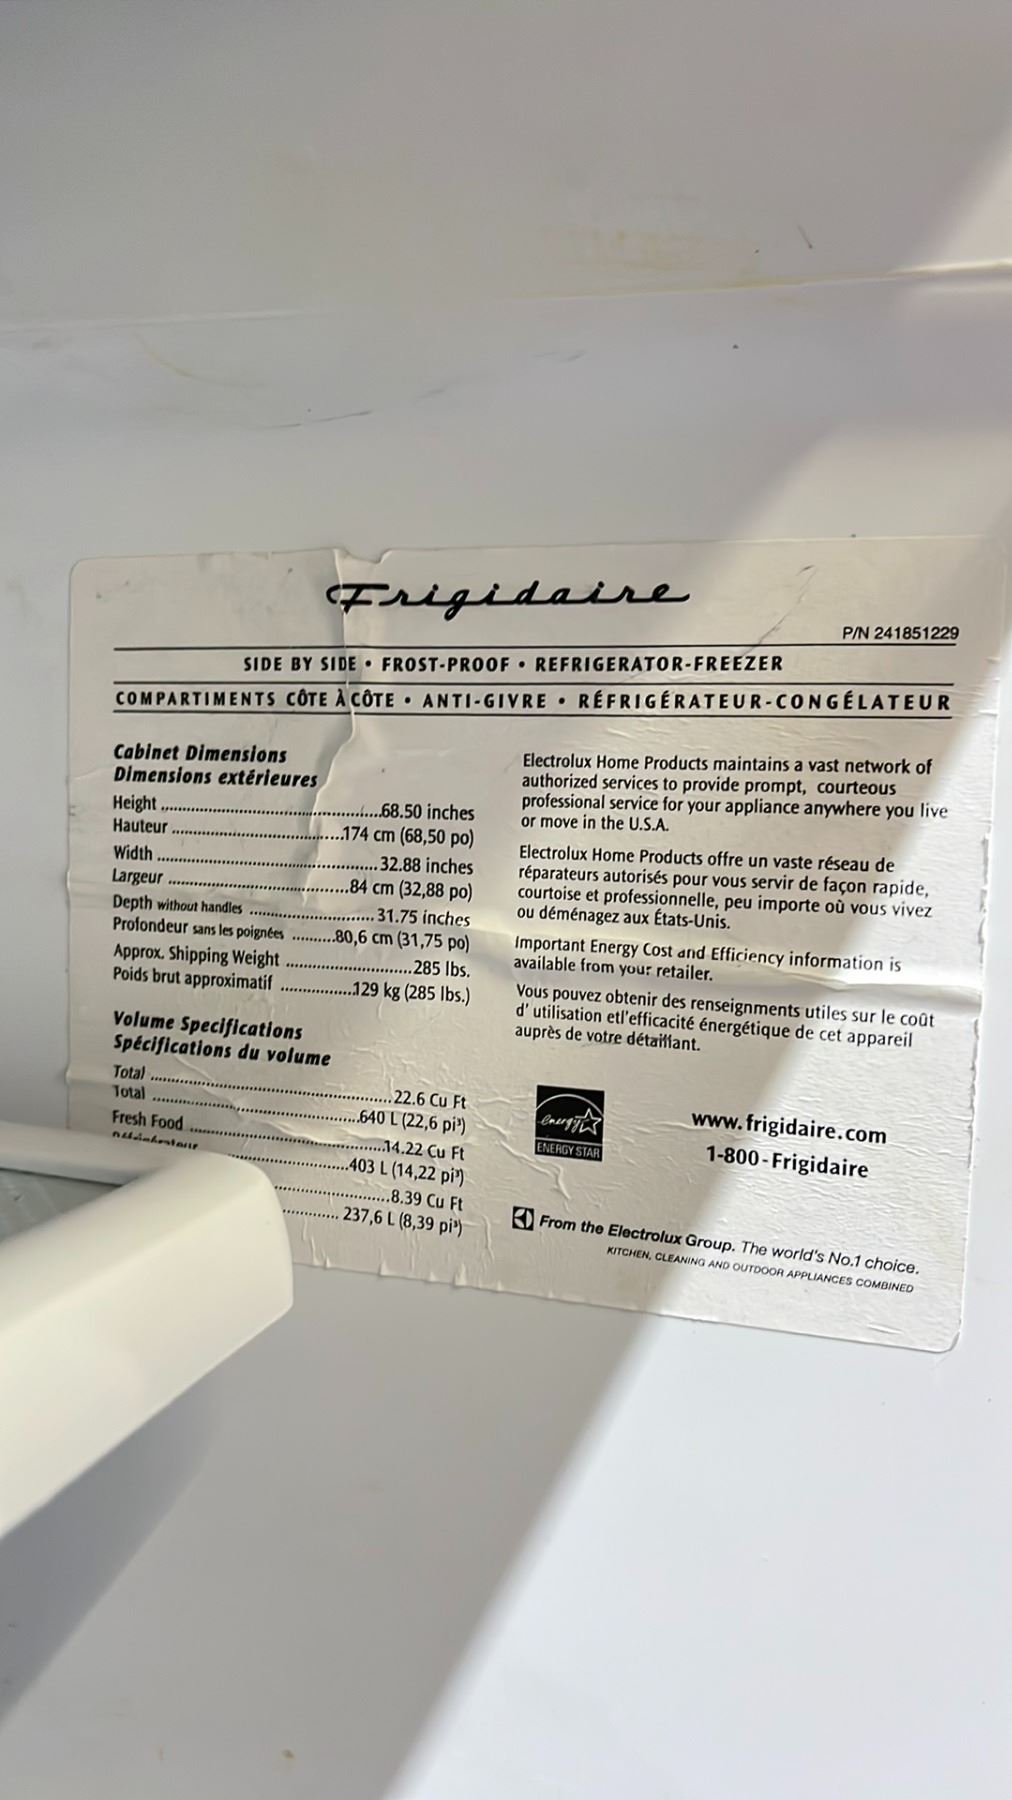 Frigidaire
P/N 241851229
SIDE BY SIDE • FROST-PROOF • REFRIGERATOR-FREEZER
COMPARTIMENTS CÔTE À CÔTE • ANTI-GIVRE • RÉFRIGÉRATEUR-CONGÉLATEUR
Cabinet Dimensions
Dimensions extérieures
Height ..........68.50 inches
Hauteur ..........174 cm (68,50 po)
Width ..........32.88 inches
Largeur ..........84 cm (32,88 po)
Depth without handles ..........31.75 inches
Profondeur sans les poignées ..........80,6 cm (31,75 po)
Approx. Shipping Weight ..........285 lbs.
Poids brut approximatif ..........129 kg (285 lbs.)
Volume Specifications
Spécifications du volume
Total ..........22.6 Cu Ft
Total ..........640 L (22,6 pi³)
Fresh Food ..........14.22 Cu Ft
..........403 L (14,22 pi³)
..........8.39 Cu Ft
..........237,6 L (8,39 pi³)
Electrolux Home Products maintains a vast network of
authorized services to provide prompt, courteous
professional service for your appliance anywhere you live
or move in the U.S.A.
Electrolux Home Products offre un vaste réseau de
réparateurs autorisés pour vous servir de façon rapide,
courtoise et professionnelle, peu importe où vous vivez
ou déménagez aux États-Unis.
Important Energy Cost and Efficiency information is
available from your retailer.
Vous pouvez obtenir des renseignments utiles sur le coût
d' utilisation etl'efficacité énergétique de cet appareil
auprès de votre détaillant.
energy
ENERGY STAR
www.frigidaire.com
1-800-Frigidaire
From the Electrolux Group. The world's No.1 choice.
KITCHEN, CLEANING AND OUTDOOR APPLIANCES COMBINED